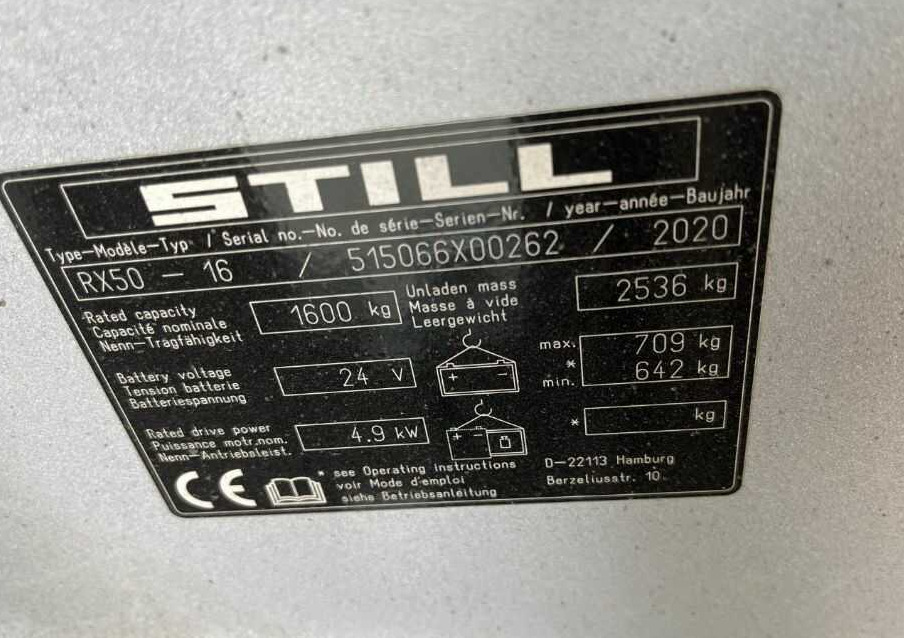 STILL
Type-Modèle-Typ / Serial no.-No. de série-Serien-Nr. / year-année-Baujahr
RX50 - 16 / 515066X00262 / 2020
Rated capacity
Capacité nominale
Nenn-Tragfähigkeit
1600 kg
Unladen mass
Masse à vide
Leergewicht
2536 kg
Battery voltage
Tension batterie
Batteriespannung
24 V
+ -
max. 709 kg
*
min. 642 kg
Rated drive power
Puissance motr.nom.
Nenn-Antriebsleist.
4.9 kW
+ -
* kg
CE
* see Operating instructions
voir Mode d'emploi
siehe Betriebsanleitung
D-22113 Hamburg
Berzeliusstr. 10